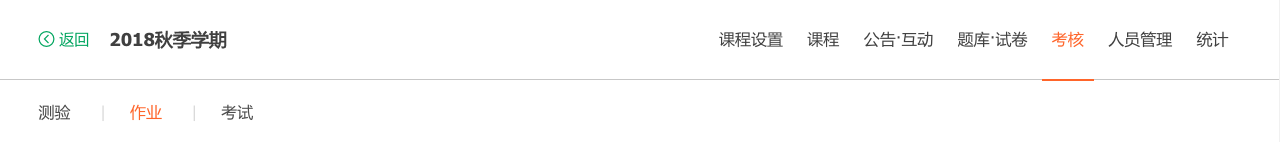 返回 2018秋季学期 课程设置 课程 公告·互动 题库·试卷 考核 人员管理 统计
测验 | 作业 | 考试